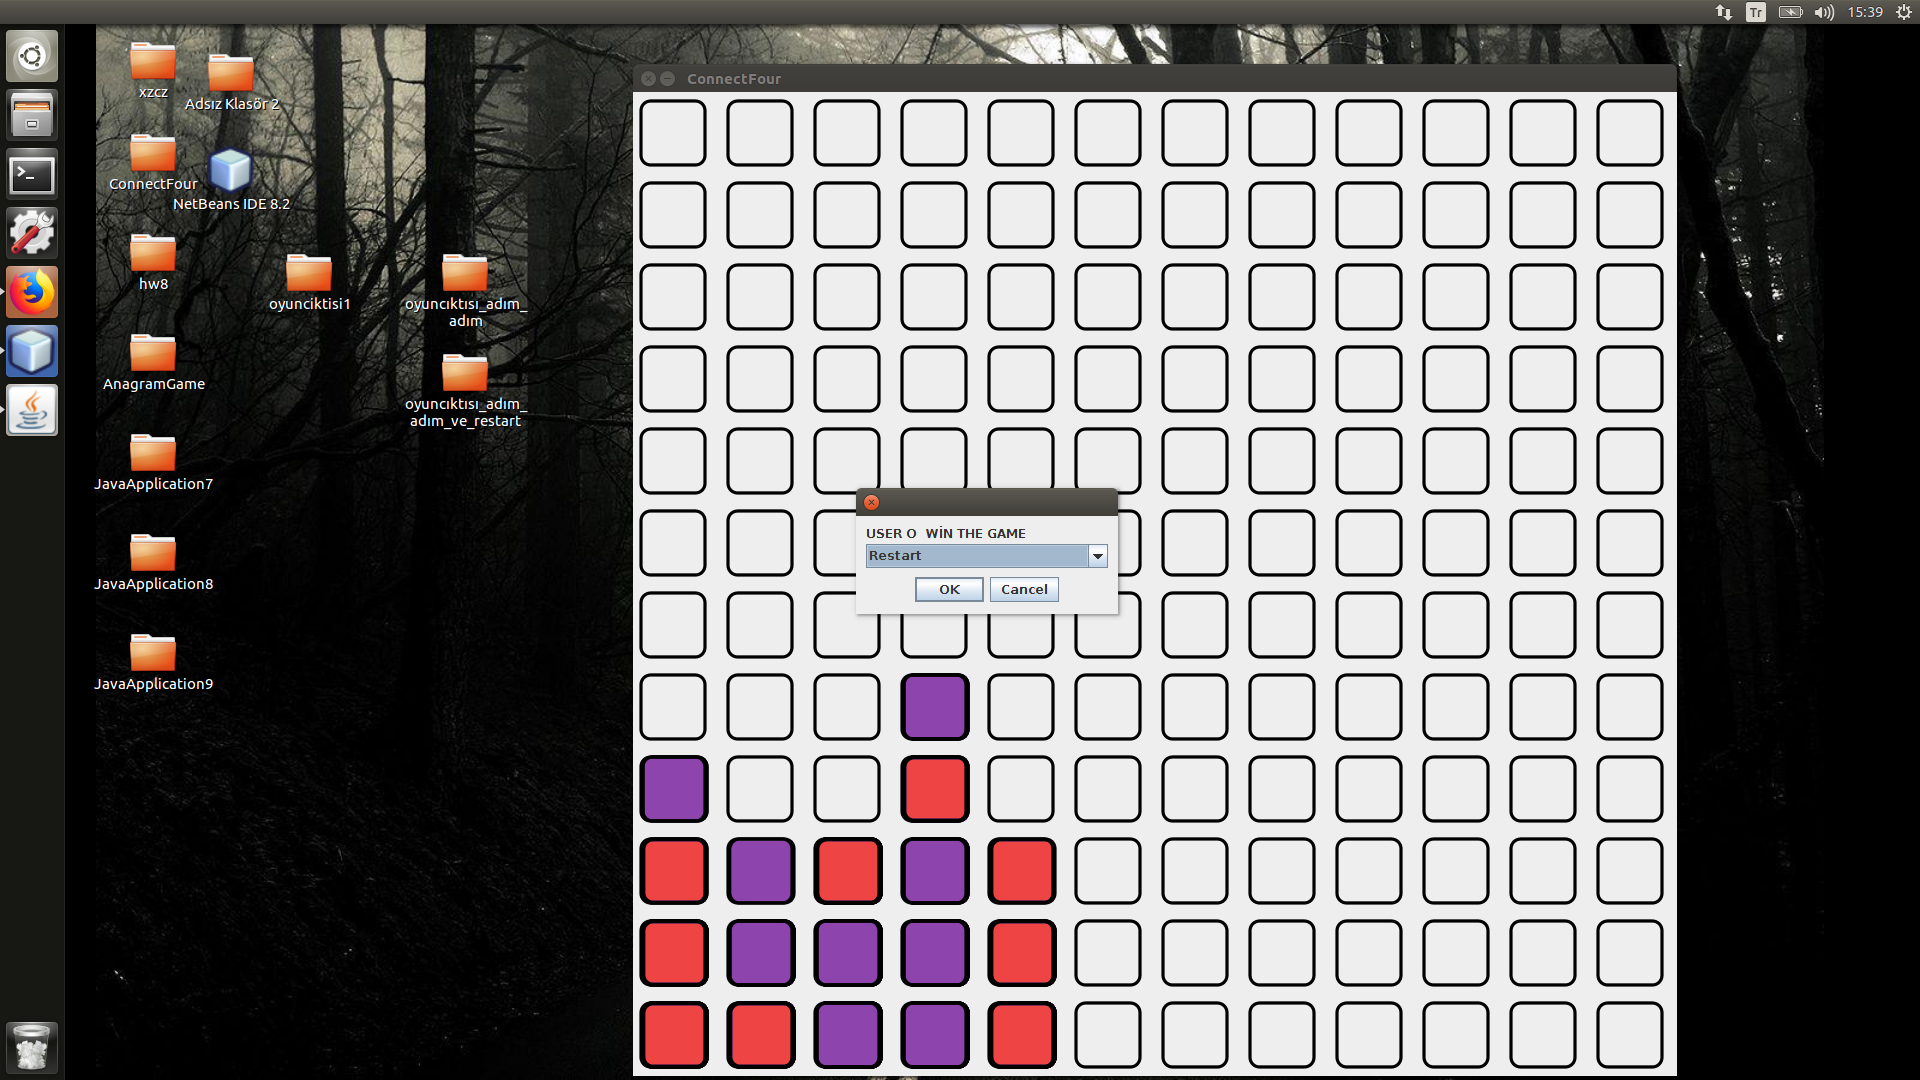 Tr
15:39
xzcz
Adsız Klasör 2
ConnectFour
NetBeans IDE 8.2
hw8
oyunciktisi1
oyuncıktısı_adım_
adım
AnagramGame
oyuncıktısı_adım_
adım_ve_restart
JavaApplication7
JavaApplication8
JavaApplication9
ConnectFour
USER O  WİN THE GAME
Restart
OK
Cancel